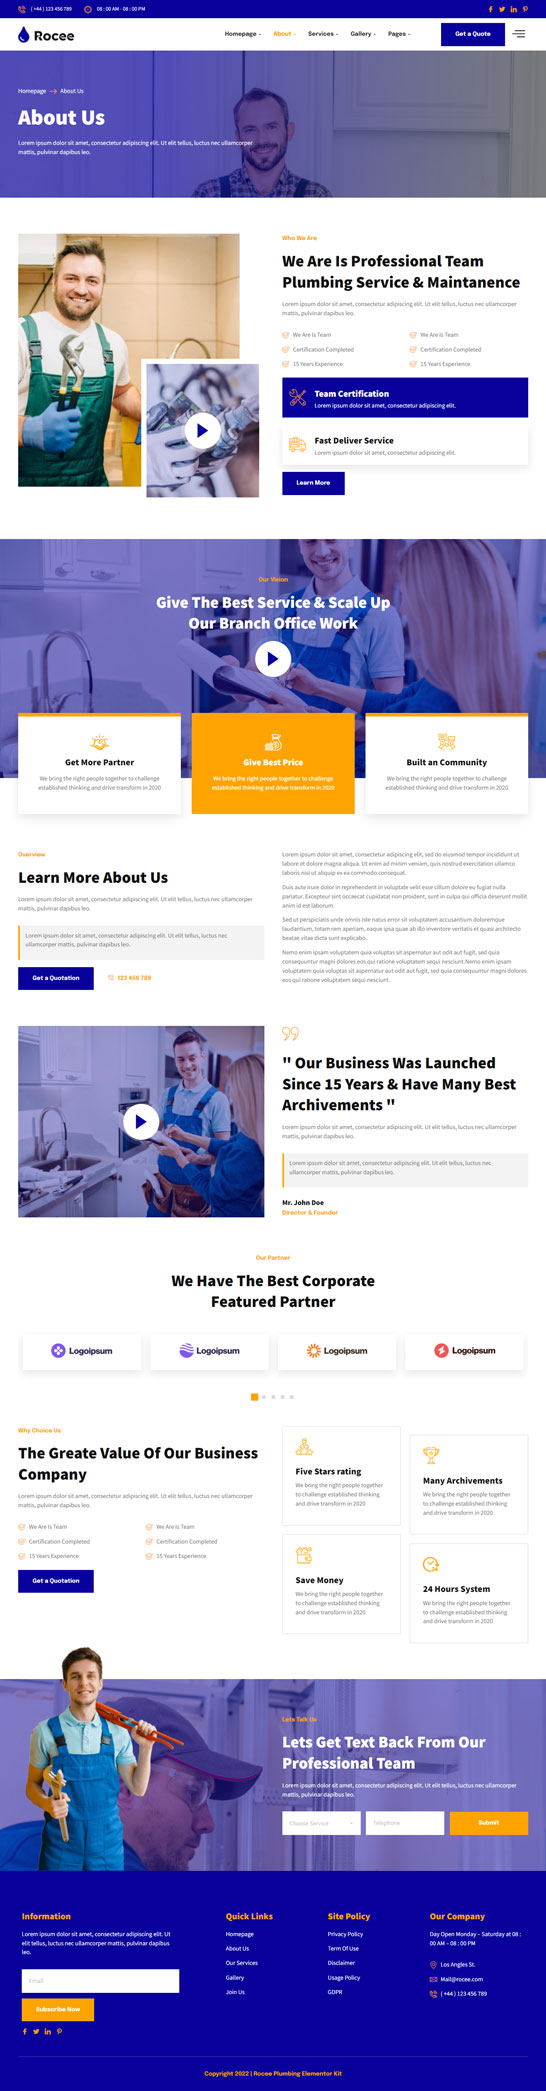 ( +44 ) 123 456 789
08 : 00 AM - 08 : 00 PM
Rocee
Homepage
About
Services
Gallery
Pages
Get a Quote
Homepage
About Us
About Us
Lorem ipsum dolor sit amet, consectetur adipiscing elit. Ut elit tellus, luctus nec ullamcorper
mattis, pulvinar dapibus leo.
Who We Are
We Are Is Professional Team
Plumbing Service & Maintanence
Lorem ipsum dolor sit amet, consectetur adipiscing elit. Ut elit tellus, luctus nec ullamcorper
mattis, pulvinar dapibus leo.
We Are Is Team
We Are Is Team
Certification Completed
Certification Completed
15 Years Experience
15 Years Experience
Team Certification
Lorem ipsum dolor sit amet, consectetur adipiscing elit.
Fast Deliver Service
Lorem ipsum dolor sit amet, consectetur adipiscing elit.
Learn More
Our Vision
Give The Best Service & Scale Up
Our Branch Office Work
Get More Partner
We bring the right people together to challenge
established thinking and drive transform in 2020
Give Best Price
We bring the right people together to challenge
established thinking and drive transform in 2020
Built an Community
We bring the right people together to challenge
established thinking and drive transform in 2020
Overview
Learn More About Us
Lorem ipsum dolor sit amet, consectetur adipiscing elit. Ut elit tellus, luctus nec ullamcorper
mattis, pulvinar dapibus leo.
Lorem ipsum dolor sit amet, consectetur adipiscing elit. Ut elit tellus, luctus nec
ullamcorper mattis, pulvinar dapibus leo.
Get a Quotation
123 456 789
Lorem ipsum dolor sit amet, consectetur adipiscing elit, sed do eiusmod tempor incididunt ut
labore et dolore magna aliqua. Ut enim ad minim veniam, quis nostrud exercitation ullamco
laboris nisi ut aliquip ex ea commodo consequat.
Duis aute irure dolor in reprehenderit in voluptate velit esse cillum dolore eu fugiat nulla
pariatur. Excepteur sint occaecat cupidatat non proident, sunt in culpa qui officia deserunt mollit
anim id est laborum.
Sed ut perspiciatis unde omnis iste natus error sit voluptatem accusantium doloremque
laudantium, totam rem aperiam, eaque ipsa quae ab illo inventore veritatis et quasi architecto
beatae vitae dicta sunt explicabo.
Nemo enim ipsam voluptatem quia voluptas sit aspernatur aut odit aut fugit, sed quia
consequuntur magni dolores eos qui ratione voluptatem sequi nesciunt.Nemo enim ipsam
voluptatem quia voluptas sit aspernatur aut odit aut fugit, sed quia consequuntur magni dolores
eos qui ratione voluptatem sequi nesciunt.
" Our Business Was Launched
Since 15 Years & Have Many Best
Archivements "
Lorem ipsum dolor sit amet, consectetur adipiscing elit. Ut elit tellus, luctus nec ullamcorper
mattis, pulvinar dapibus leo.
Lorem ipsum dolor sit amet, consectetur adipiscing elit. Ut elit tellus, luctus nec
ullamcorper mattis, pulvinar dapibus leo.
Mr. John Doe
Director & Founder
Our Partner
We Have The Best Corporate
Featured Partner
Logoipsum
Logoipsum
Logoipsum
Logoipsum
Why Choice Us
The Greate Value Of Our Business
Company
Lorem ipsum dolor sit amet, consectetur adipiscing elit. Ut elit tellus, luctus nec ullamcorper
mattis, pulvinar dapibus leo.
We Are Is Team
We Are Is Team
Certification Completed
Certification Completed
15 Years Experience
15 Years Experience
Get a Quotation
Five Stars rating
We bring the right people together
to challenge established thinking
and drive transform in 2020
Many Archivements
We bring the right people together
to challenge established thinking
and drive transform in 2020
Save Money
We bring the right people together
to challenge established thinking
and drive transform in 2020
24 Hours System
We bring the right people together
to challenge established thinking
and drive transform in 2020
Lets Talk Us
Lets Get Text Back From Our
Professional Team
Lorem ipsum dolor sit amet, consectetur adipiscing elit. Ut elit tellus, luctus nec ullamcorper
mattis, pulvinar dapibus leo.
Choose Service
Telephone
Submit
Information
Lorem ipsum dolor sit amet, consectetur adipiscing elit. Ut
elit tellus, luctus nec ullamcorper mattis, pulvinar dapibus
leo.
Email
Subscribe Now
Quick Links
Homepage
About Us
Our Services
Gallery
Join Us
Site Policy
Privacy Policy
Term Of Use
Disclaimer
Usage Policy
GDPR
Our Company
Day Open Monday – Saturday at 08 :
00 AM – 08 : 00 PM
Los Angles St.
Mail@rocee.com
( +44 ) 123 456 789
Copyright 2022 | Rocee Plumbing Elementor Kit